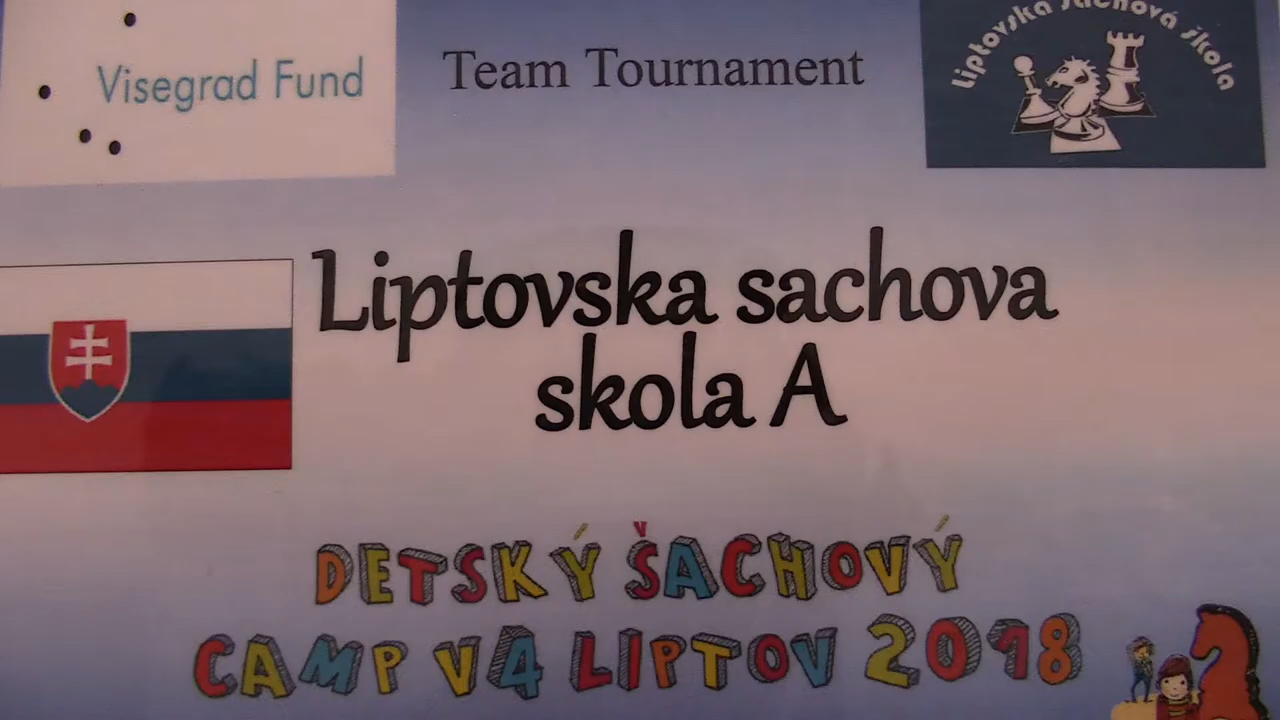 Visegrad Fund
Team Tournament
Liptovska šachová škola
Liptovska sachova
skola A
DETSKÝ ŠACHOVÝ
CAMP V4 LIPTOV 2018